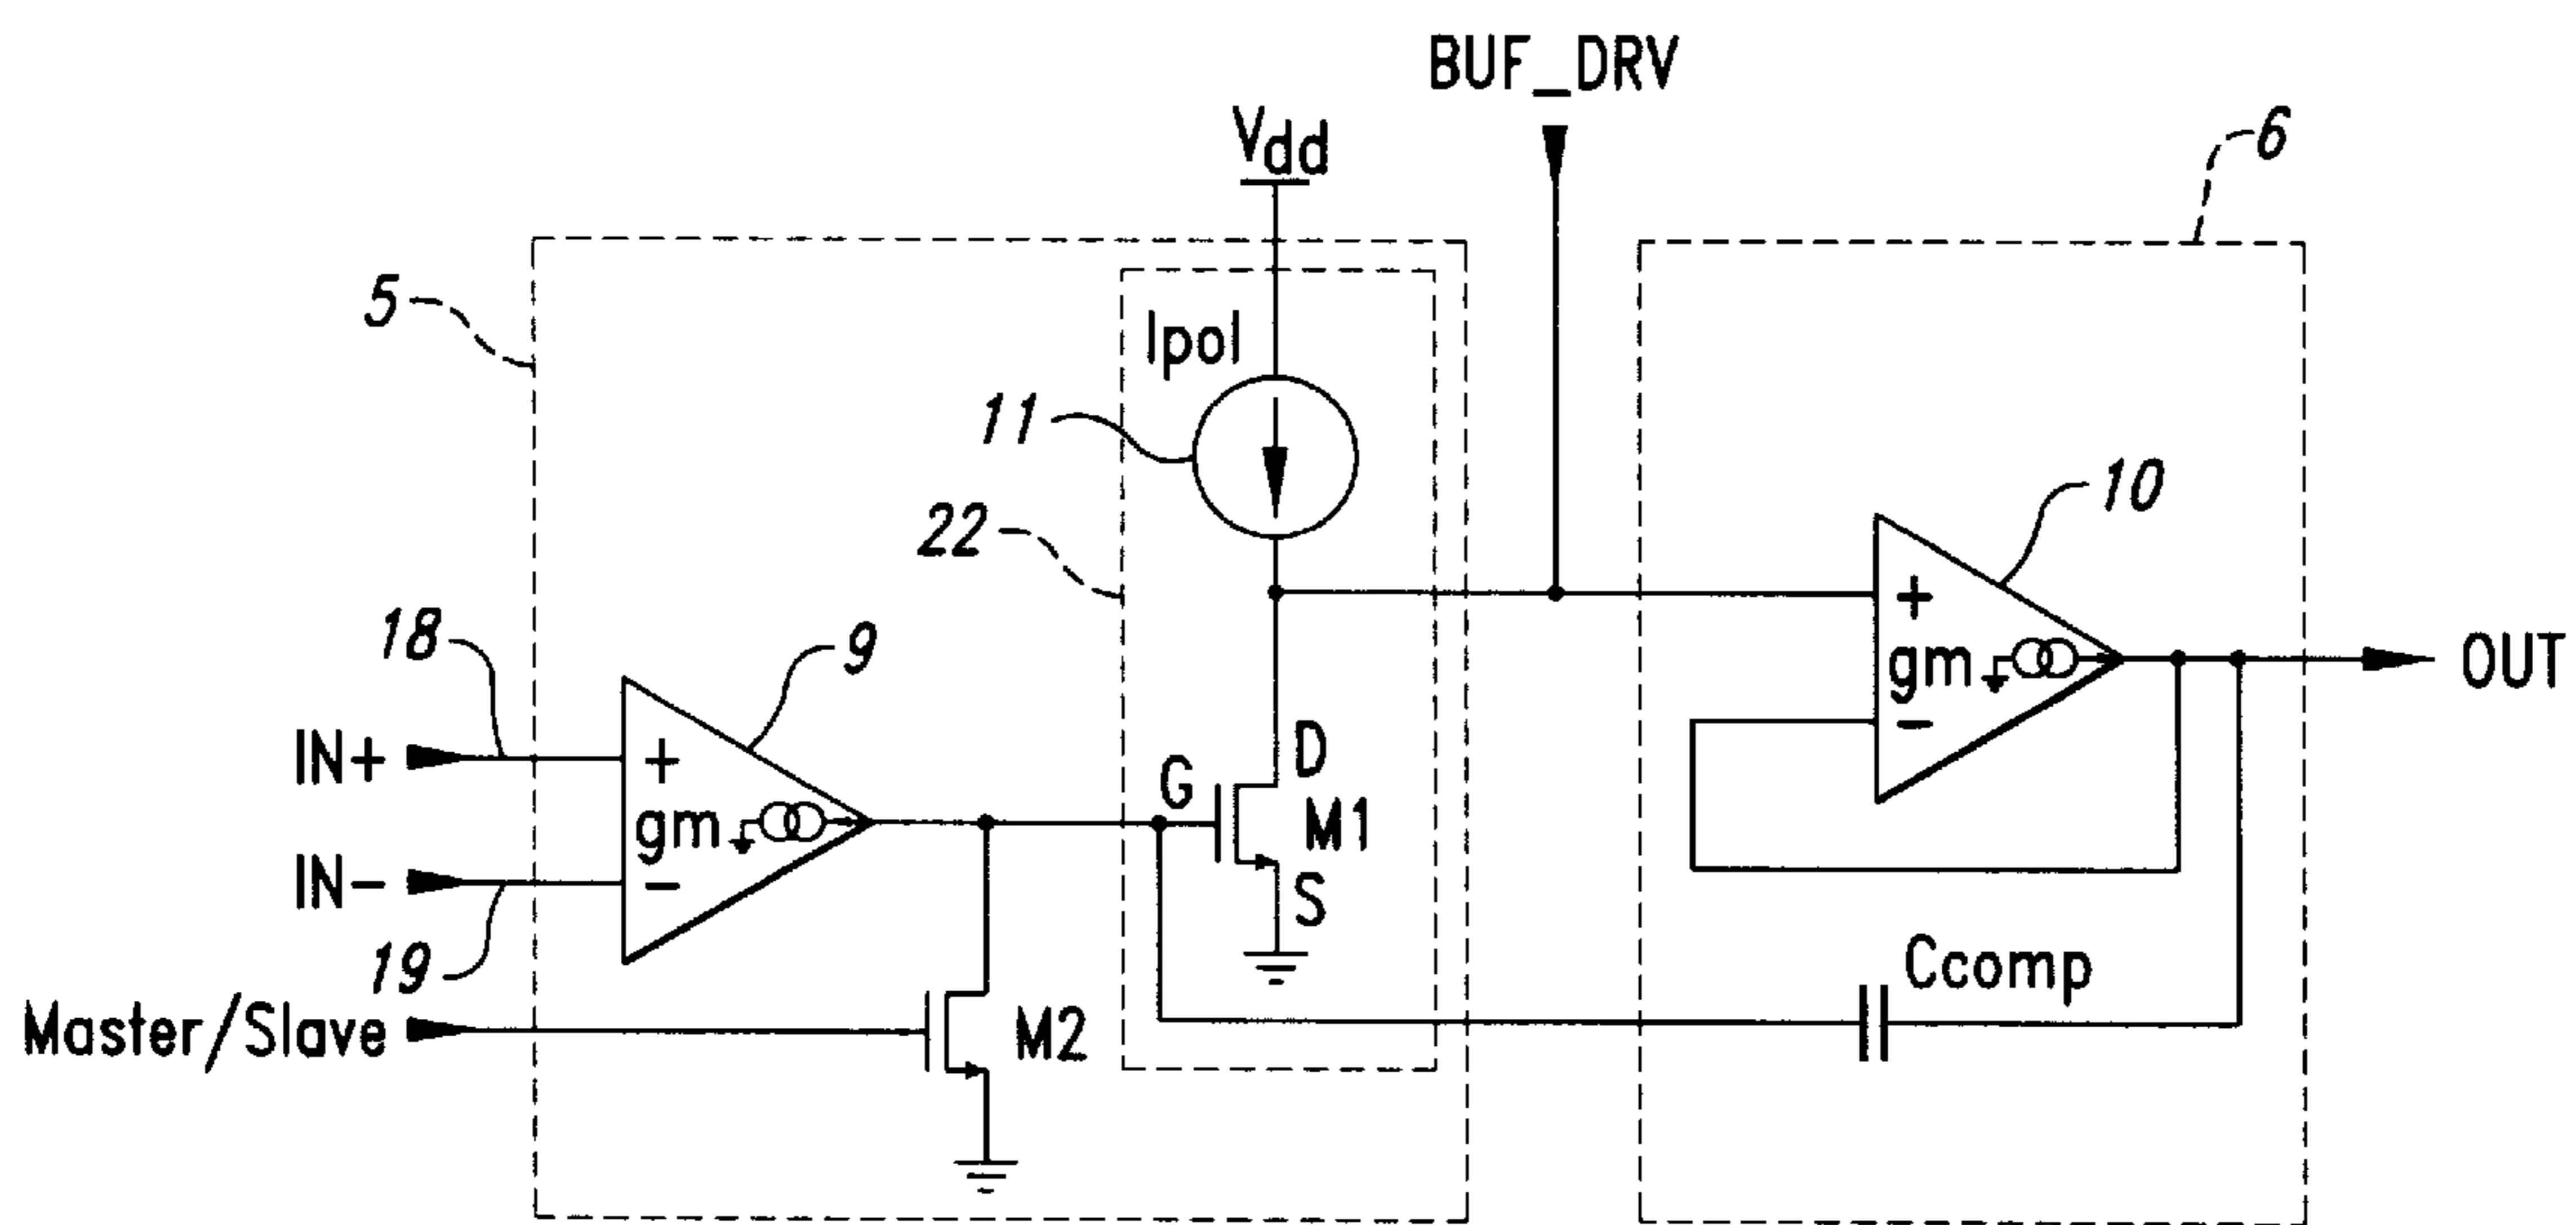 BUF_DRV
Vdd
6
5
Ipol
11
10
22
+
18
9
gm
OUT
IN+
+
−
D
G
gm
M1
IN-
−
S
19
Ccomp
Master/Slave
M2